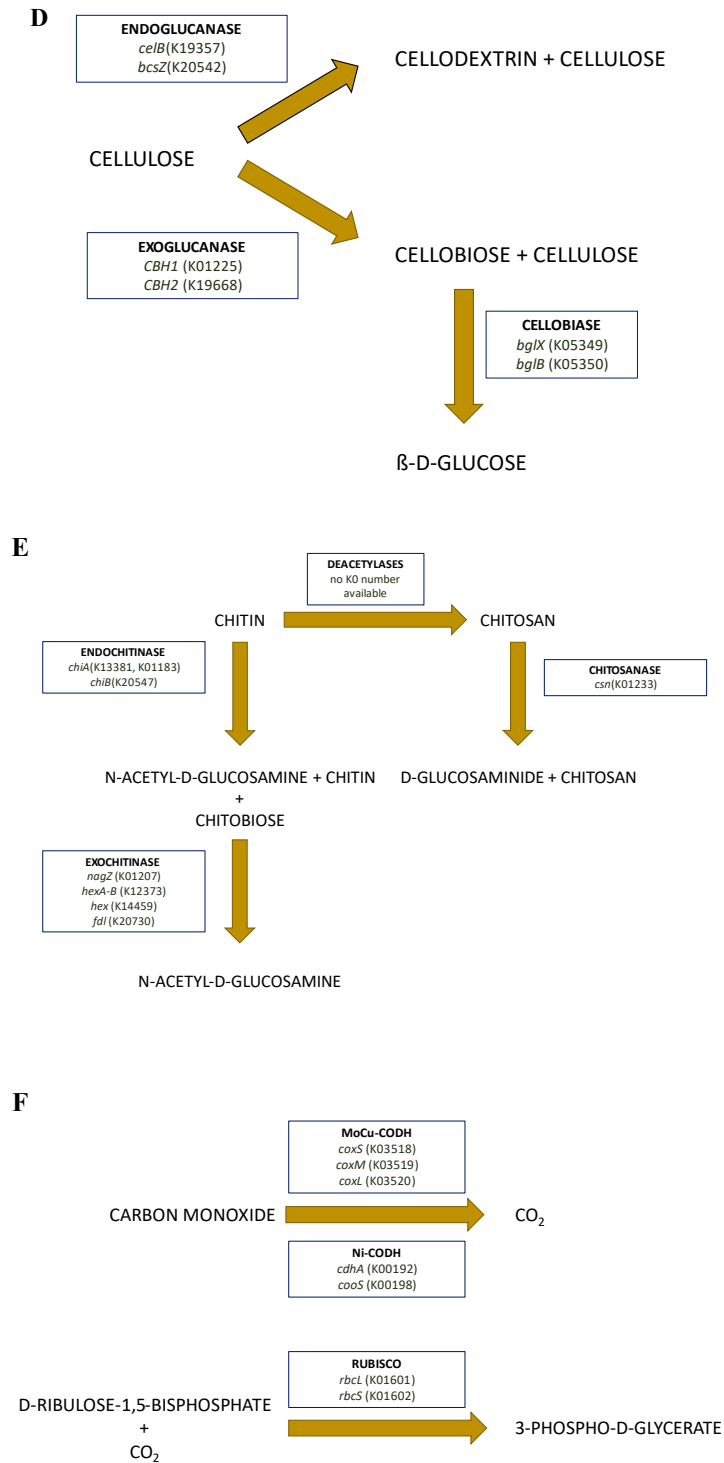 D
ENDOGLUCANASE
celB(K19357)
bcsZ(K20542)
CELLODEXTRIN + CELLULOSE
CELLULOSE
EXOGLUCANASE
CBH1 (K01225)
CBH2 (K19668)
CELLOBIOSE + CELLULOSE
CELLOBIASE
bglX (K05349)
bglB (K05350)
ß-D-GLUCOSE
E
DEACETYLASES
no K0 number
available
CHITIN
CHITOSAN
ENDOCHITINASE
chiA(K13381, K01183)
chiB(K20547)
CHITOSANASE
csn(K01233)
N-ACETYL-D-GLUCOSAMINE + CHITIN
+
CHITOBIOSE
D-GLUCOSAMINIDE + CHITOSAN
EXOCHITINASE
nagZ (K01207)
hexA-B (K12373)
hex (K14459)
fdl (K20730)
N-ACETYL-D-GLUCOSAMINE
F
MoCu-CODH
coxS (K03518)
coxM (K03519)
coxL (K03520)
CARBON MONOXIDE
CO₂
Ni-CODH
cdhA (K00192)
cooS (K00198)
RUBISCO
rbcL (K01601)
rbcS (K01602)
D-RIBULOSE-1,5-BISPHOSPHATE
+
CO₂
3-PHOSPHO-D-GLYCERATE